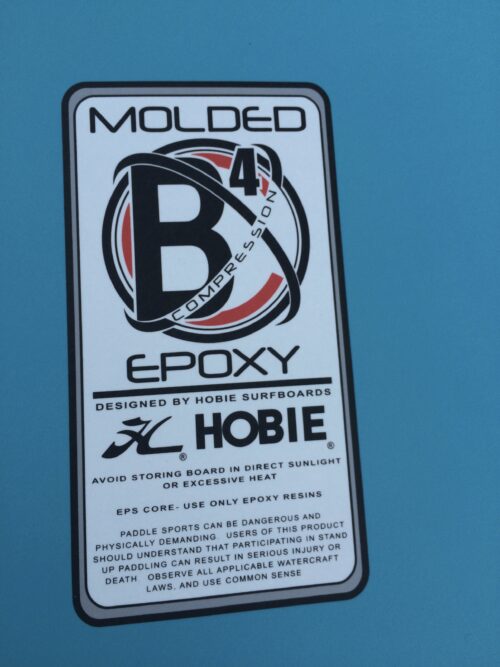 MOLDED
B4
COMPRESSION
EPOXY
DESIGNED BY HOBIE SURFBOARDS
HOBIE
AVOID STORING BOARD IN DIRECT SUNLIGHT
OR EXCESSIVE HEAT
EPS CORE- USE ONLY EPOXY RESINS
PADDLE SPORTS CAN BE DANGEROUS AND
PHYSICALLY DEMANDING. USERS OF THIS PRODUCT
SHOULD UNDERSTAND THAT PARTICIPATING IN STAND
UP PADDLING CAN RESULT IN SERIOUS INJURY OR
DEATH OBSERVE ALL APPLICABLE WATERCRAFT
LAWS, AND USE COMMON SENSE